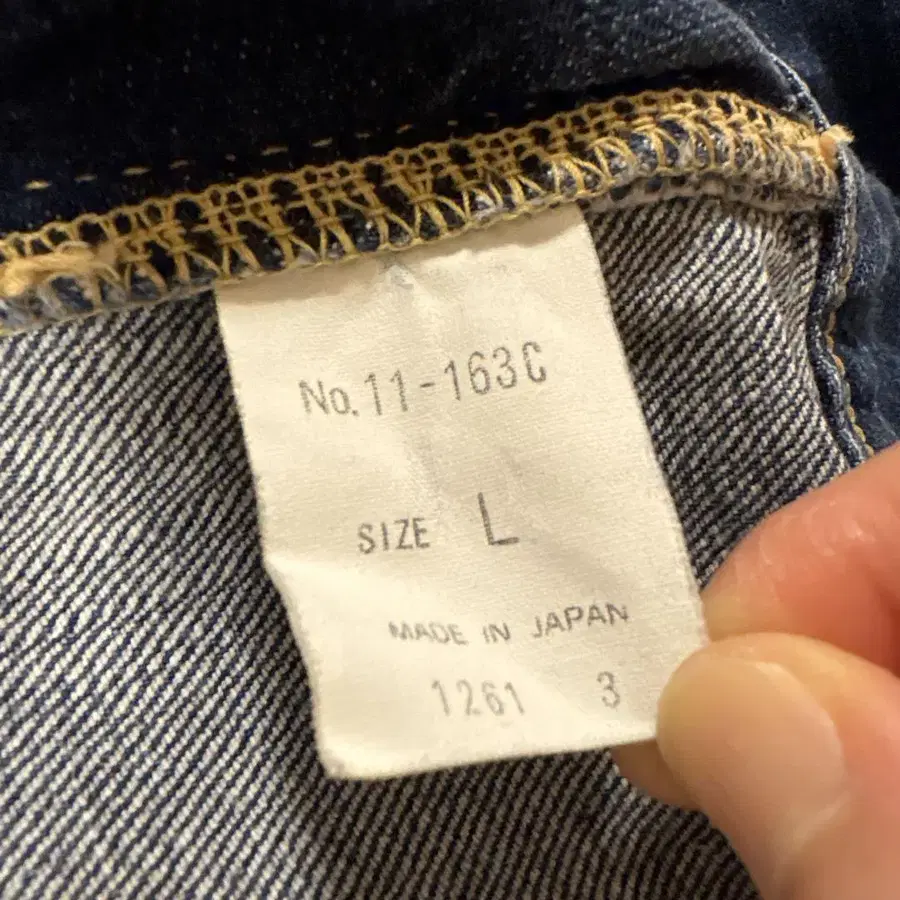 No.11-163C
SIZE L
MADE IN JAPAN
1261 3